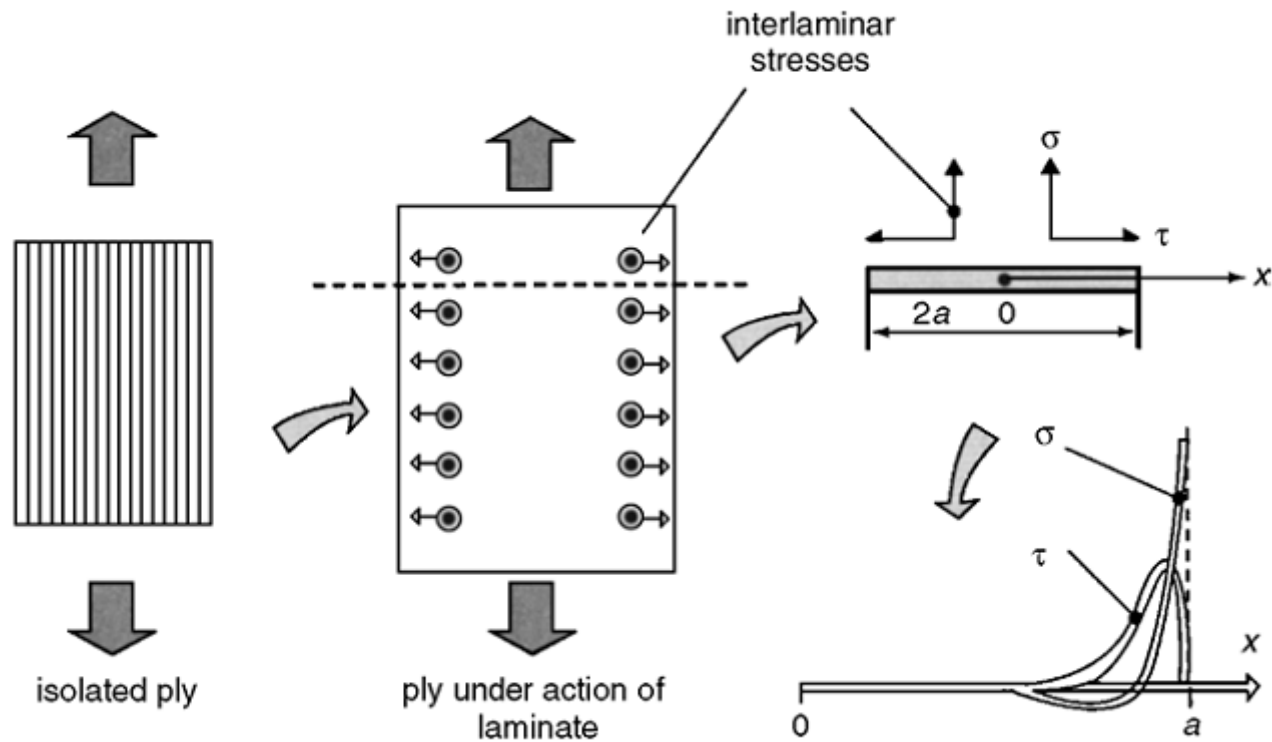 interlaminar
stresses
σ
τ
x
2a
0
σ
τ
x
0
a
isolated ply
ply under action of
laminate